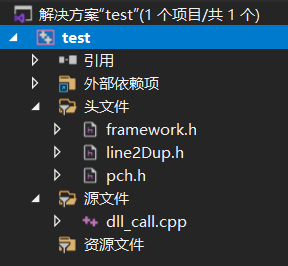 解决方案"test"(1 个项目/共 1 个)
test
引用
外部依赖项
头文件
framework.h
line2Dup.h
pch.h
源文件
dll_call.cpp
资源文件